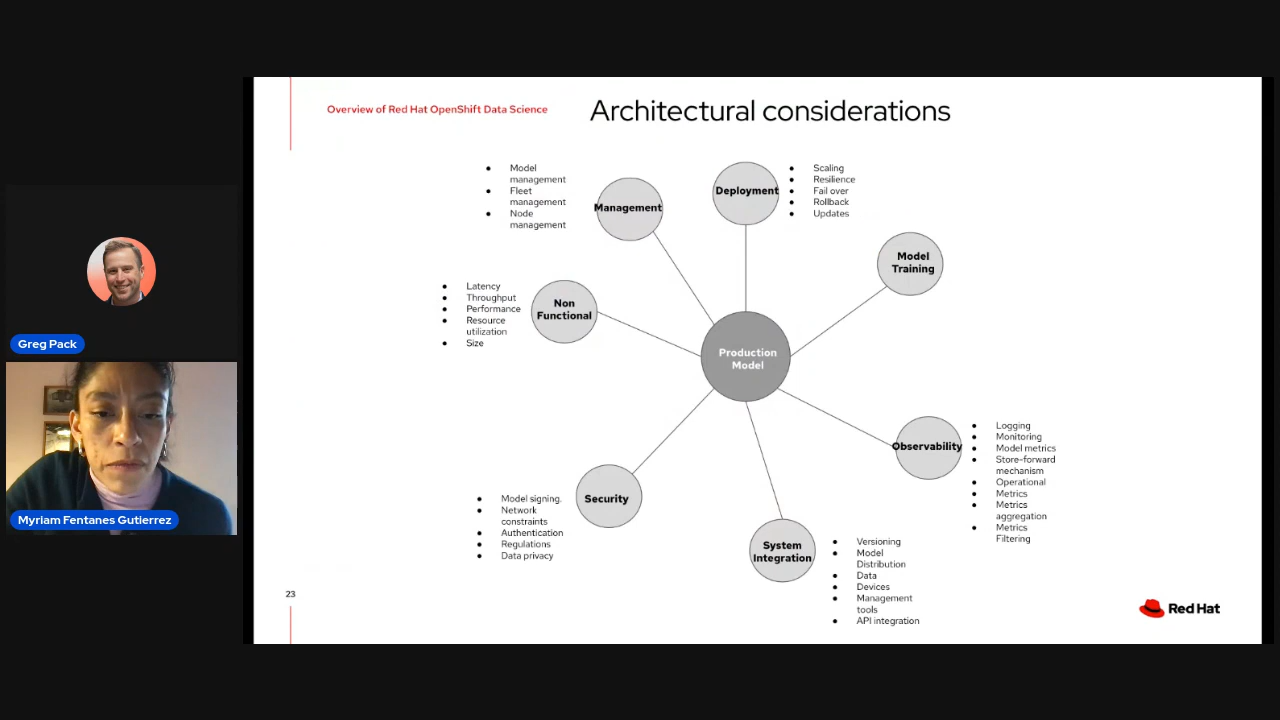 Overview of Red Hat OpenShift Data Science
Architectural considerations
Model
management
Fleet
management
Node
management
Management
Deployment
Scaling
Resilience
Fail over
Rollback
Updates
Model
Training
Latency
Throughput
Performance
Resource
utilization
Size
Non
Functional
Production
Model
Greg Pack
Observability
Logging
Monitoring
Model metrics
Store-forward
mechanism
Operational
Metrics
Metrics
aggregation
Metrics
Filtering
Model signing.
Network
constraints
Authentication
Regulations
Data privacy
Security
Myriam Fentanes Gutierrez
System
Integration
Versioning
Model
Distribution
Data
Devices
Management
tools
API integration
23
Red Hat